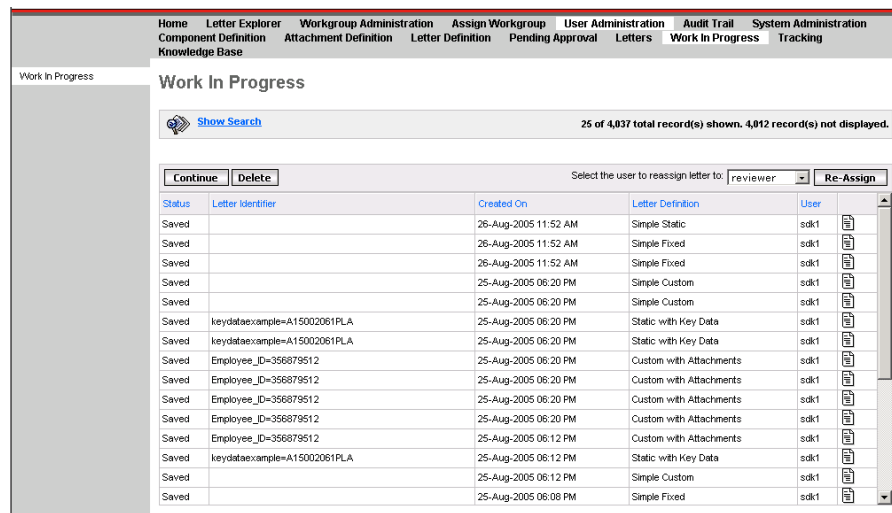 Home Letter Explorer Workgroup Administration Assign Workgroup User Administration Audit Trail System Administration
Component Definition Attachment Definition Letter Definition Pending Approval Letters Work In Progress Tracking
Knowledge Base
Work In Progress
Work In Progress
Show Search 25 of 4,037 total record(s) shown. 4,012 record(s) not displayed.
Continue Delete Select the user to reassign letter to: reviewer Re-Assign
Status Letter Identifier Created On Letter Definition User
Saved 26-Aug-2005 11:52 AM Simple Static sdk1
Saved 26-Aug-2005 11:52 AM Simple Fixed sdk1
Saved 26-Aug-2005 11:52 AM Simple Fixed sdk1
Saved 25-Aug-2005 06:20 PM Simple Custom sdk1
Saved 25-Aug-2005 06:20 PM Simple Custom sdk1
Saved keydataexample=A15002061PLA 25-Aug-2005 06:20 PM Static with Key Data sdk1
Saved keydataexample=A15002061PLA 25-Aug-2005 06:20 PM Static with Key Data sdk1
Saved Employee_ID=356879512 25-Aug-2005 06:20 PM Custom with Attachments sdk1
Saved Employee_ID=356879512 25-Aug-2005 06:20 PM Custom with Attachments sdk1
Saved Employee_ID=356879512 25-Aug-2005 06:20 PM Custom with Attachments sdk1
Saved Employee_ID=356879512 25-Aug-2005 06:20 PM Custom with Attachments sdk1
Saved Employee_ID=356879512 25-Aug-2005 06:12 PM Custom with Attachments sdk1
Saved keydataexample=A15002061PLA 25-Aug-2005 06:12 PM Static with Key Data sdk1
Saved 25-Aug-2005 06:12 PM Simple Custom sdk1
Saved 25-Aug-2005 06:08 PM Simple Fixed sdk1